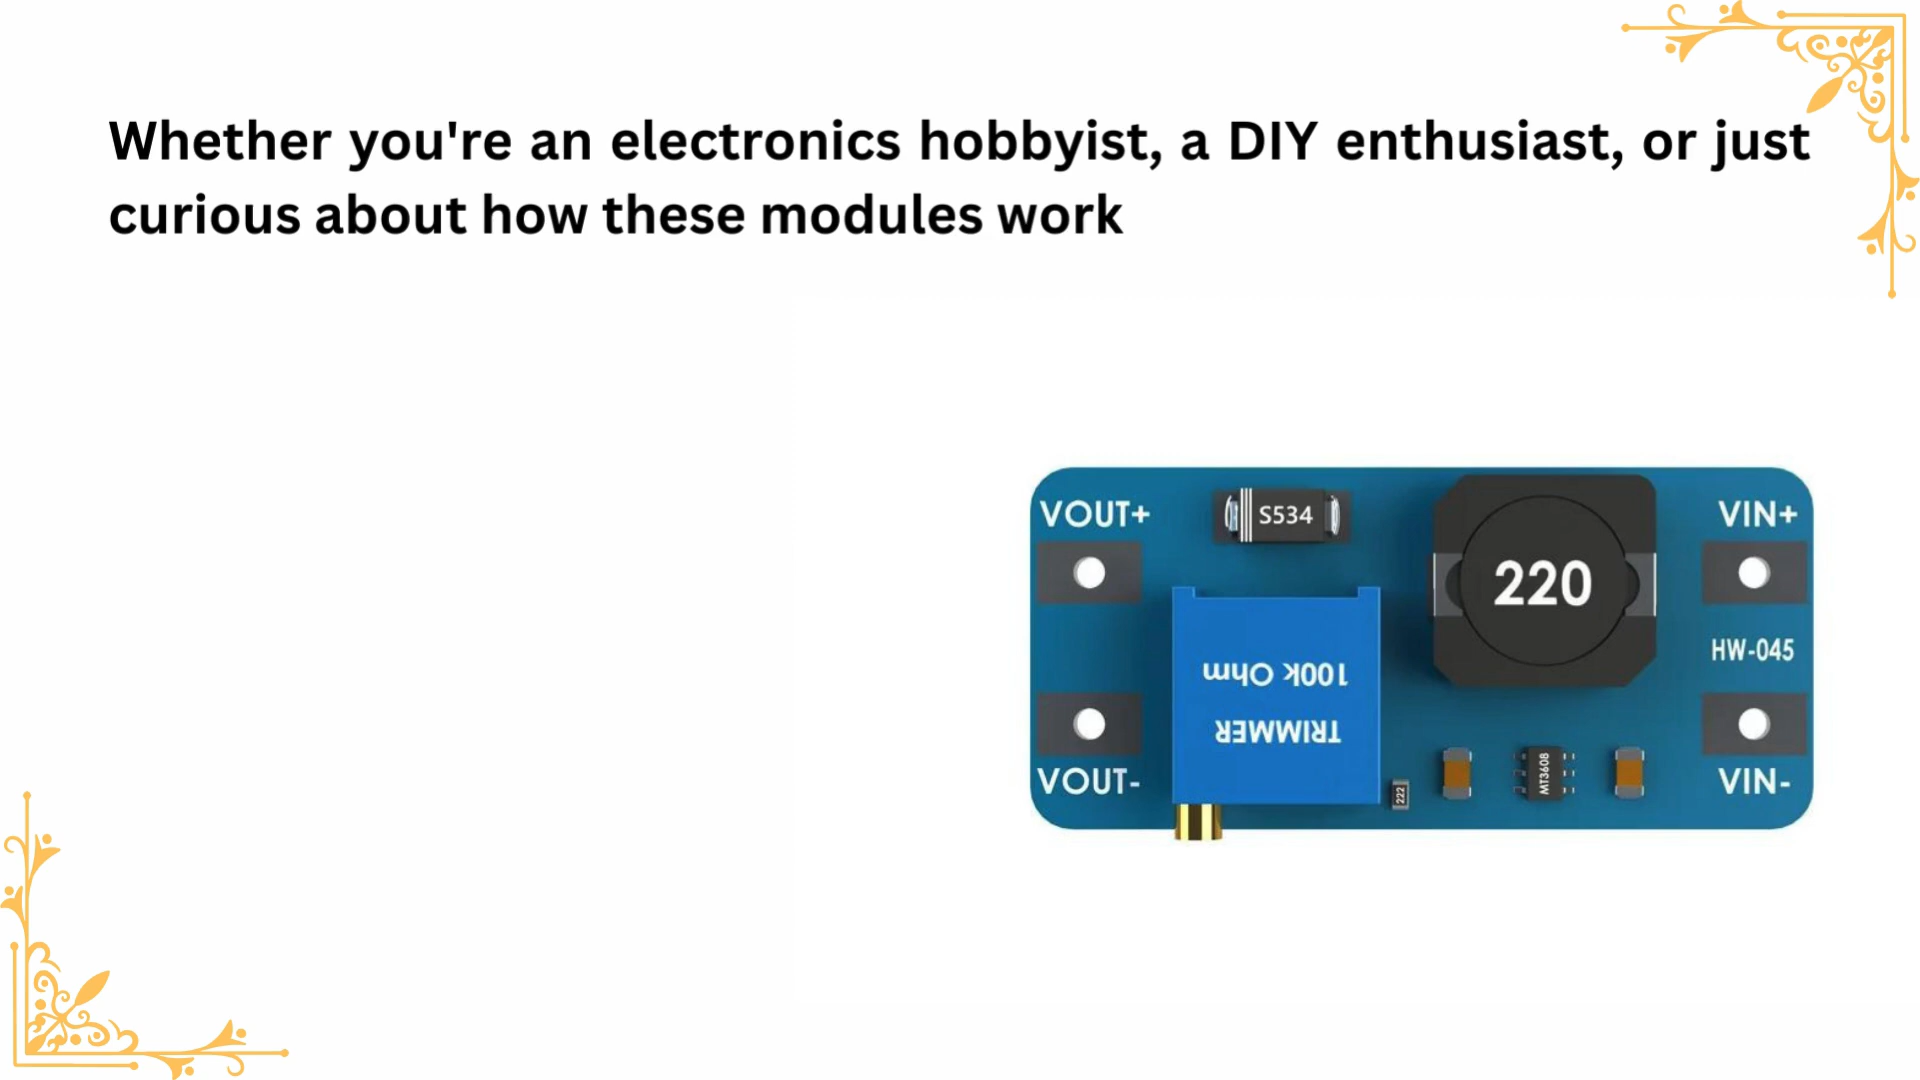 Whether you're an electronics hobbyist, a DIY enthusiast, or just
curious about how these modules work
VOUT+
S534
VIN+
220
HW-045
100k Ohm
TRIMMER
VOUT-
222
MT3608
VIN-